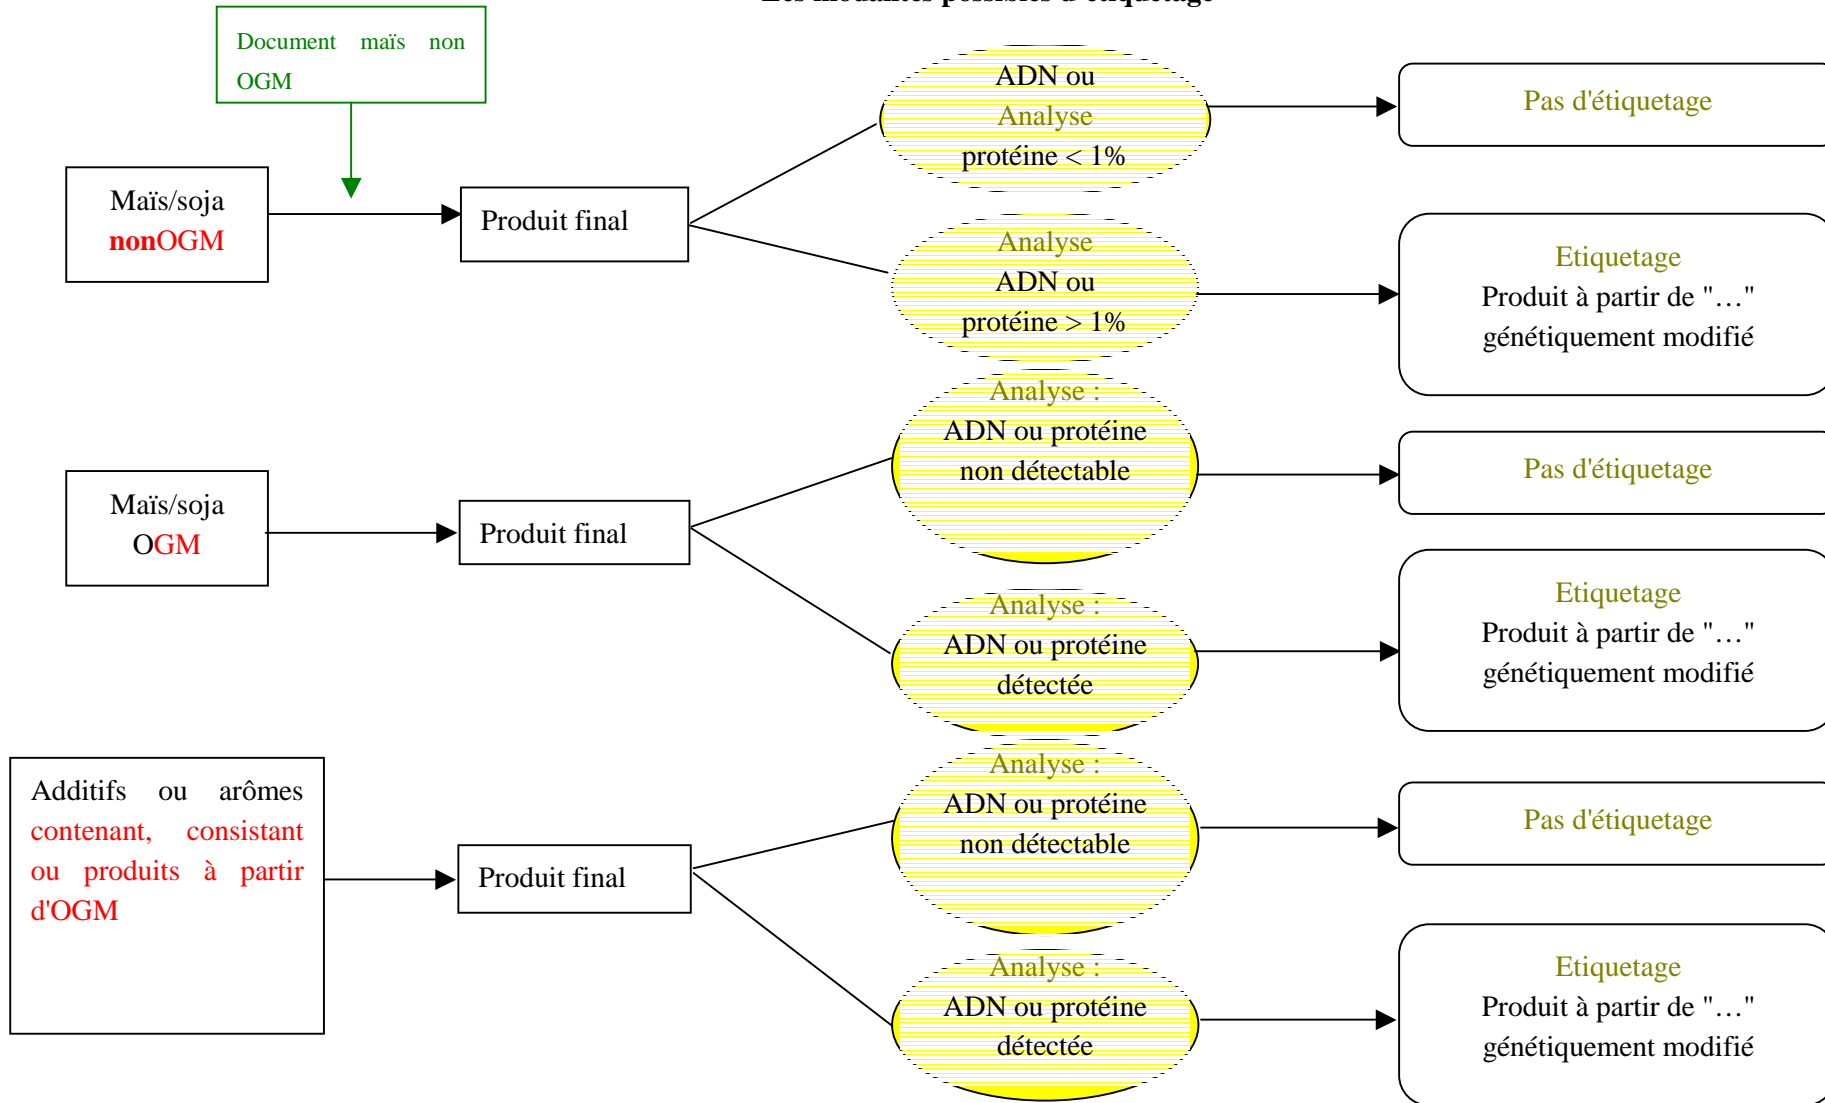 Les modalités possibles d'étiquetage
Document maïs non
OGM
Maïs/soja
nonOGM
Produit final
ADN ou
Analyse
protéine < 1%
Pas d'étiquetage
Analyse
ADN ou
protéine > 1%
Etiquetage
Produit à partir de "…"
génétiquement modifié
Maïs/soja
OGM
Produit final
Analyse :
ADN ou protéine
non détectable
Pas d'étiquetage
Analyse :
ADN ou protéine
détectée
Etiquetage
Produit à partir de "…"
génétiquement modifié
Additifs ou arômes
contenant, consistant
ou produits à partir
d'OGM
Produit final
Analyse :
ADN ou protéine
non détectable
Pas d'étiquetage
Analyse :
ADN ou protéine
détectée
Etiquetage
Produit à partir de "…"
génétiquement modifié